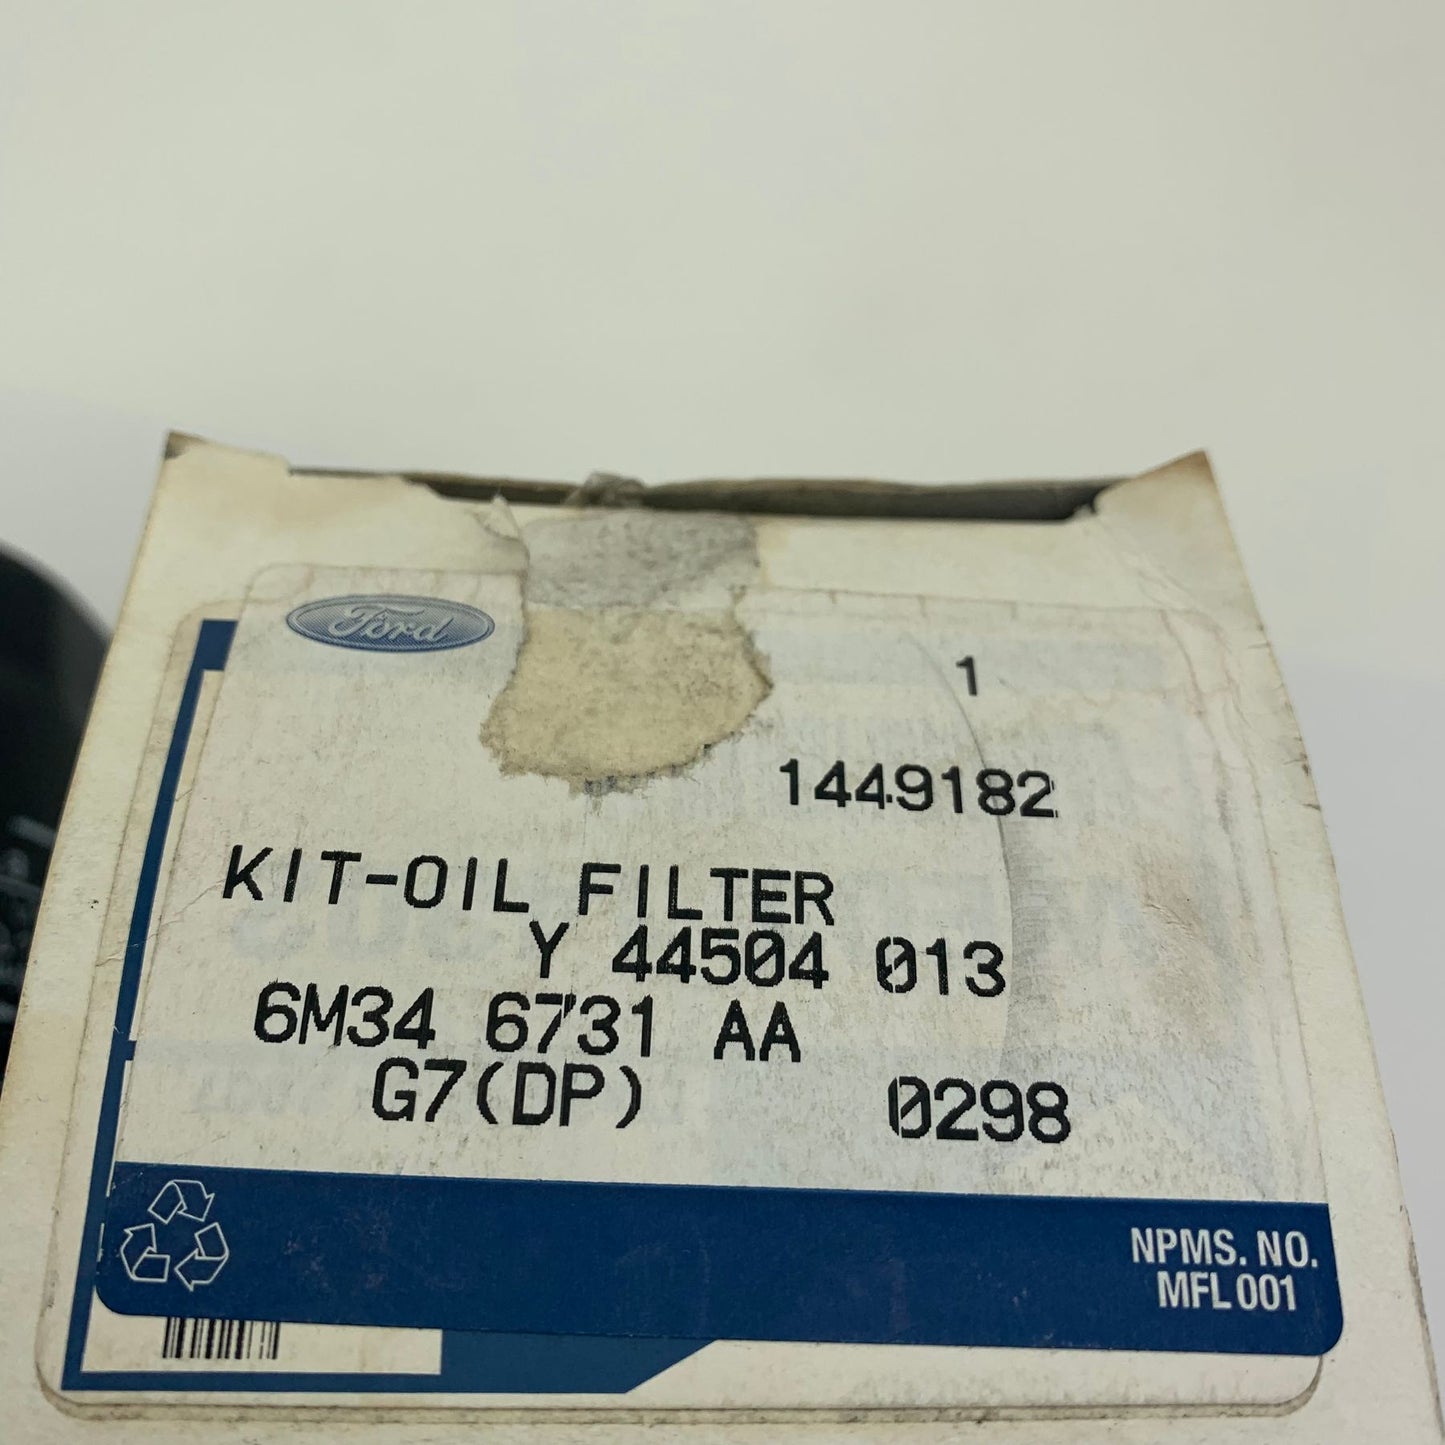 Ford
1
1449182
KIT-OIL FILTER
Y 44504 013
6M34 6731 AA
G7(DP) 0298
NPMS. NO.
MFL 001